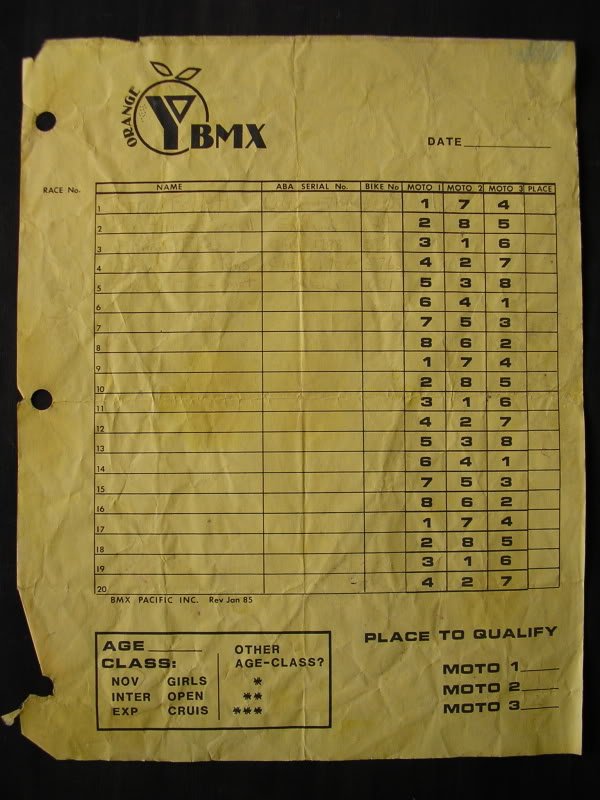 ORANGE Y BMX
DATE
RACE No. NAME ABA SERIAL No. BIKE No MOTO 1 MOTO 2 MOTO 3 PLACE
1 1 7 4
2 2 8 5
3 3 1 6
4 4 2 7
5 5 3 8
6 6 4 1
7 7 5 3
8 8 6 2
9 1 7 4
10 2 8 5
11 3 1 6
12 4 2 7
13 5 3 8
14 6 4 1
15 7 5 3
16 8 6 2
17 1 7 4
18 2 8 5
19 3 1 6
20 4 2 7
BMX PACIFIC INC. Rev Jan 85
AGE
CLASS:
NOV GIRLS
INTER OPEN
EXP CRUIS
OTHER
AGE-CLASS?
*
**
***
PLACE TO QUALIFY
MOTO 1
MOTO 2
MOTO 3